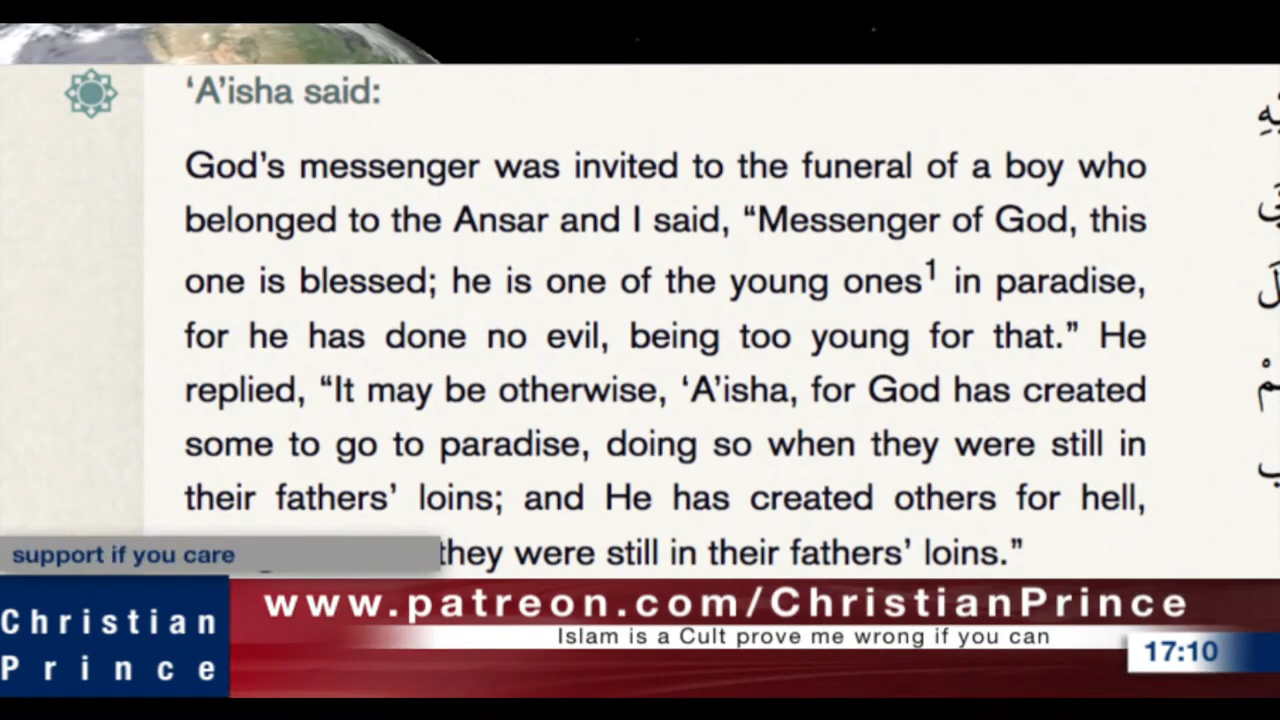 ‘A’isha said:
God’s messenger was invited to the funeral of a boy who
belonged to the Ansar and I said, “Messenger of God, this
one is blessed; he is one of the young ones¹ in paradise,
for he has done no evil, being too young for that.” He
replied, “It may be otherwise, ‘A’isha, for God has created
some to go to paradise, doing so when they were still in
their fathers’ loins; and He has created others for hell,
they were still in their fathers’ loins.”
support if you care
Christian
Prince
www.patreon.com/ChristianPrince
Islam is a Cult prove me wrong if you can
17:10